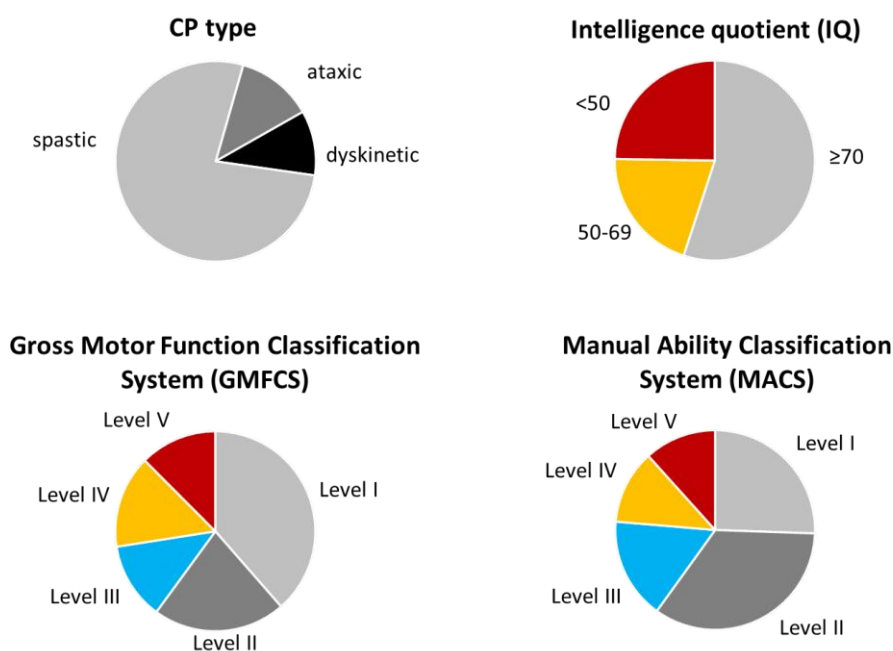 CP type
ataxic
spastic
dyskinetic
Intelligence quotient (IQ)
<50
≥70
50-69
Gross Motor Function Classification
System (GMFCS)
Level V
Level I
Level IV
Level III
Level II
Manual Ability Classification
System (MACS)
Level V
Level I
Level IV
Level III
Level II